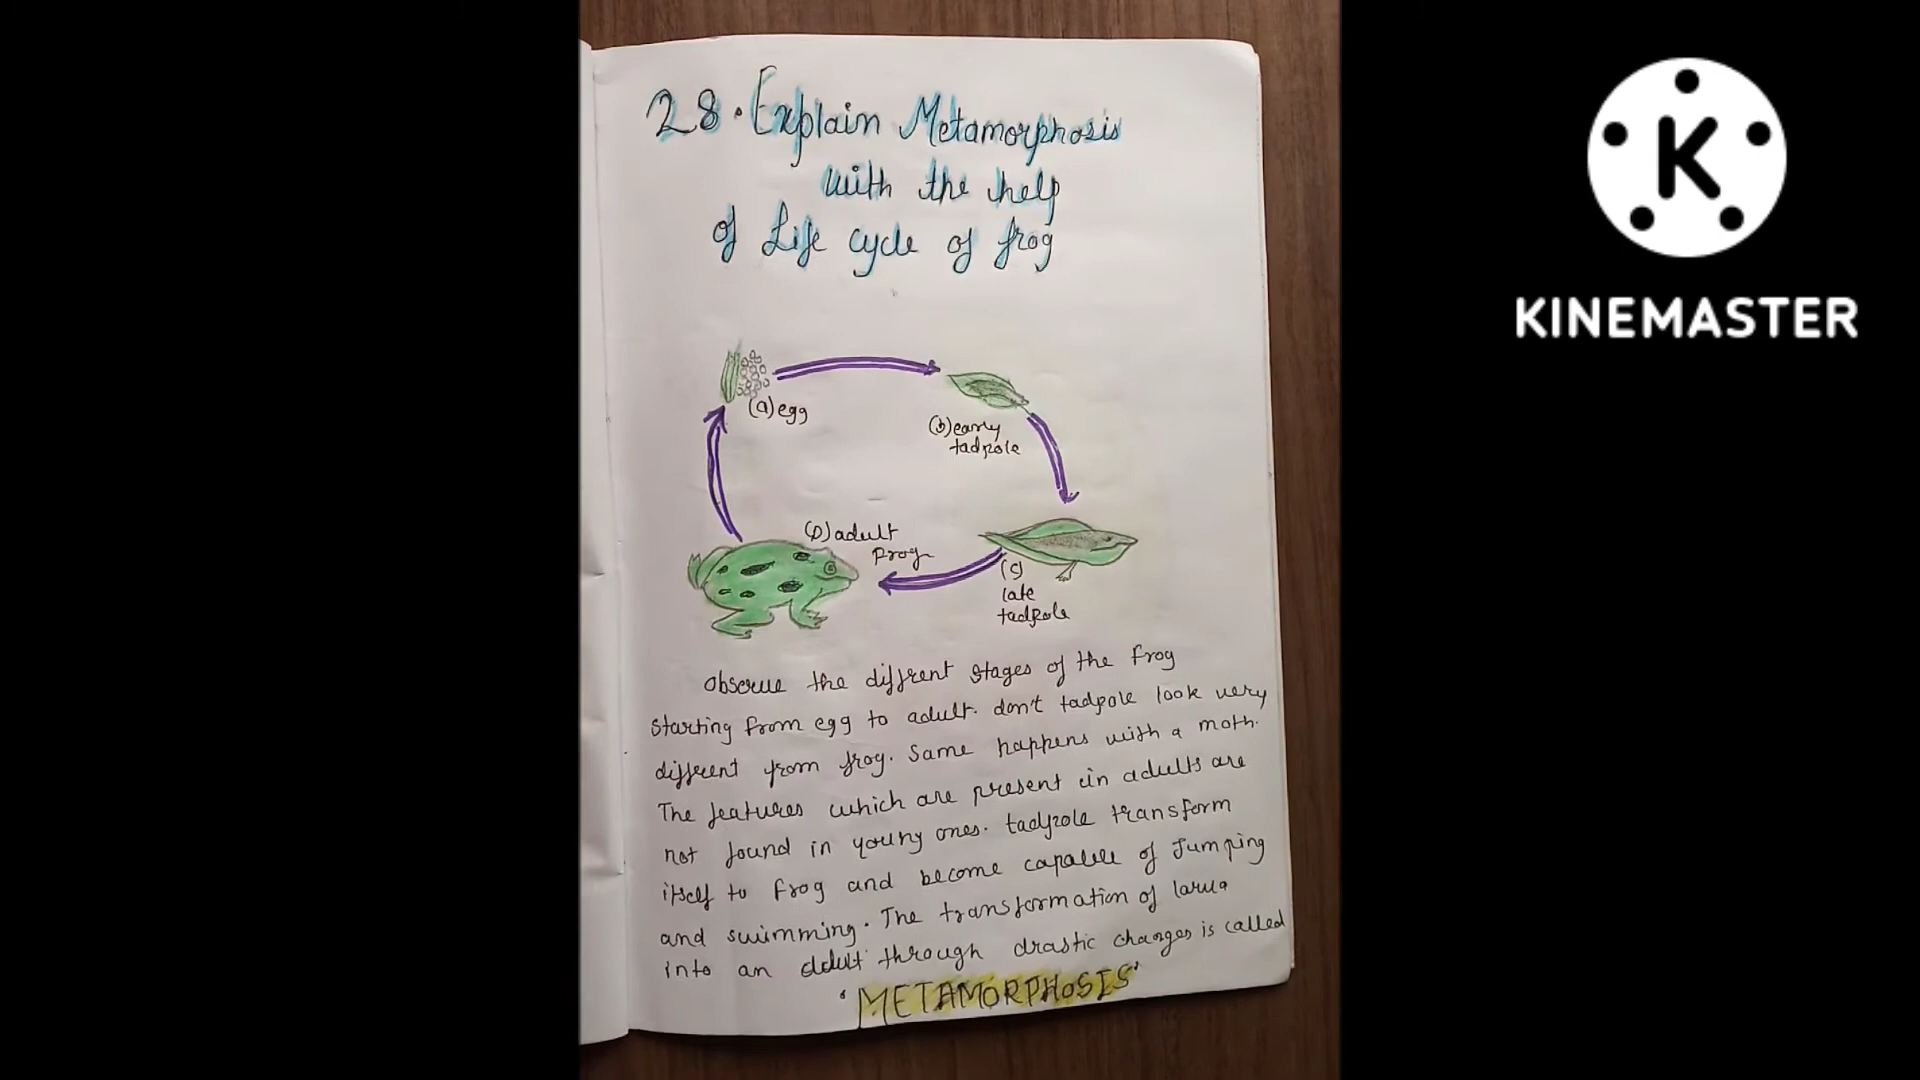 28. Explain Metamorphosis
with the help
of Life cycle of frog
(a) egg
(b) early
tadpole
(c)
late
tadpole
(D) adult
frog
observe the diffrent stages of the frog
starting from egg to adult. don't tadpole look very
diffrent from frog. Same happens with a moth.
The features which are present in adults are
not found in young ones. tadpole transform
itself to frog and become capable of Jumping
and swimming. The transformation of larva
into an adult through drastic changes is called
'METAMORPHOSIS'
K
KINEMASTER